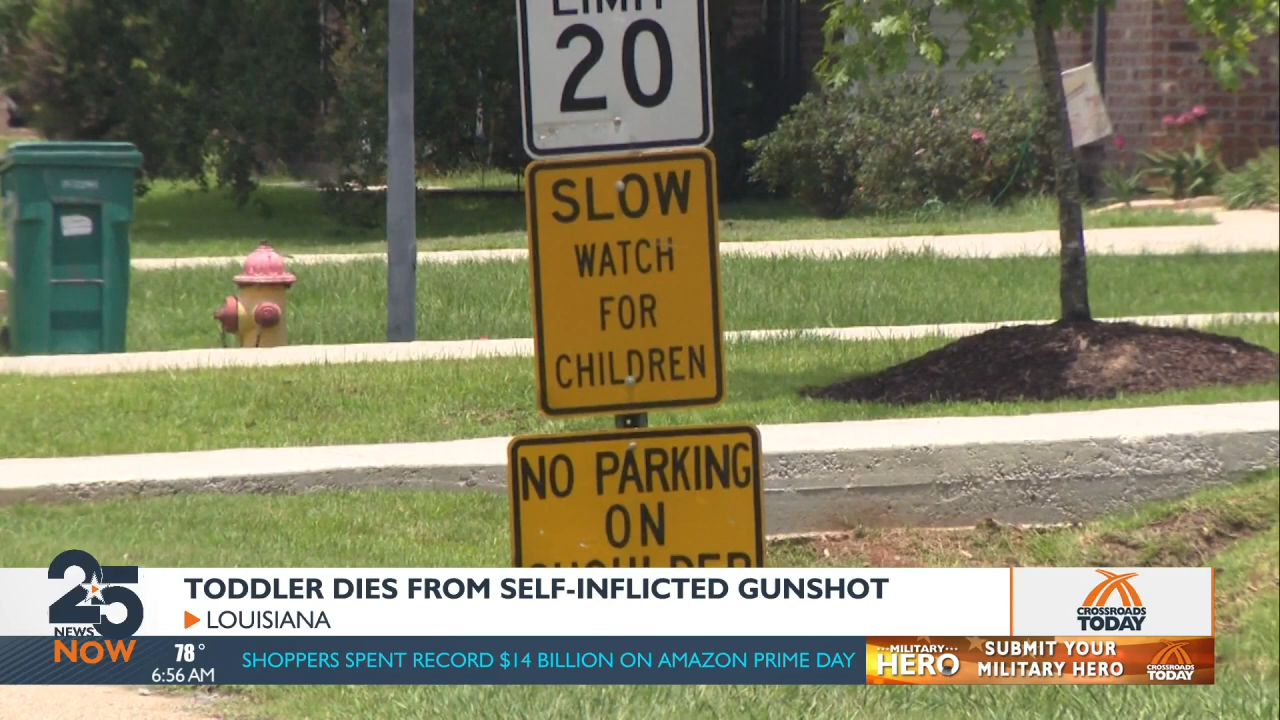 LIMIT
20
SLOW
WATCH
FOR
CHILDREN
NO PARKING
ON
SHOULDER
25
NEWS
NOW
TODDLER DIES FROM SELF-INFLICTED GUNSHOT
LOUISIANA
CROSSROADS
TODAY
78°
6:56 AM
SHOPPERS SPENT RECORD $14 BILLION ON AMAZON PRIME DAY
MILITARY
HERO
SUBMIT YOUR
MILITARY HERO
CROSSROADS
TODAY